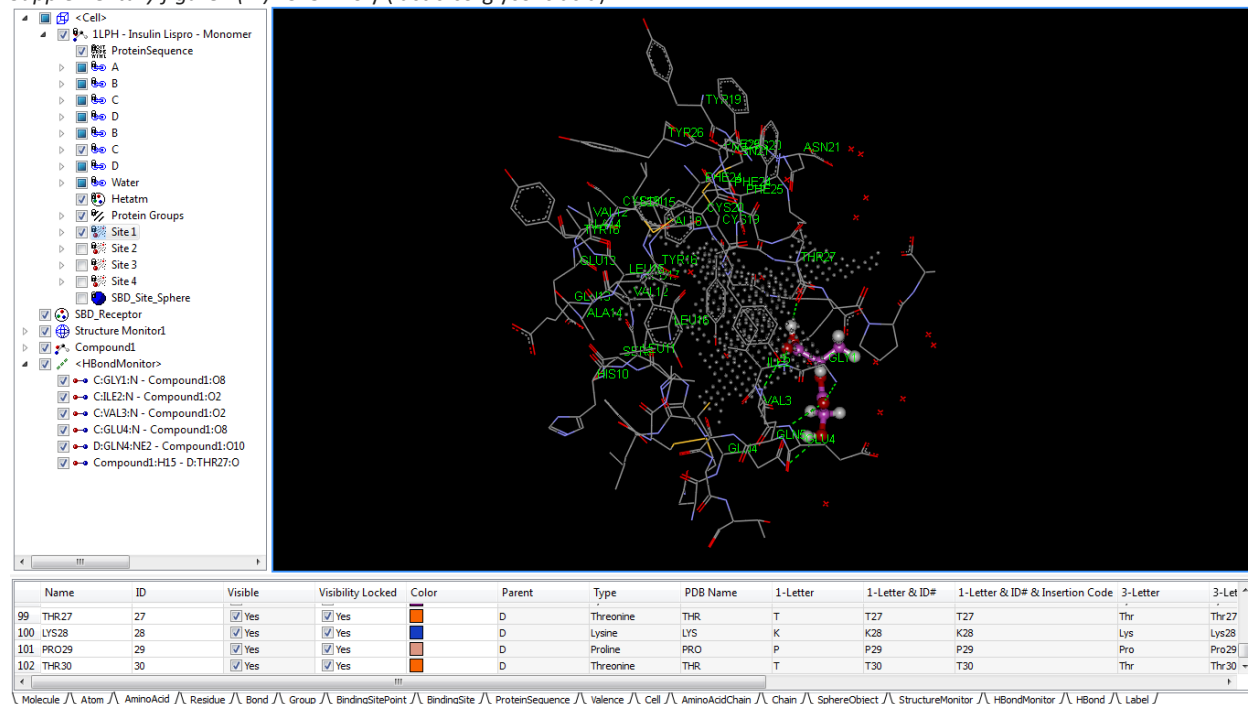 <Cell>
1LPH - Insulin Lispro - Monomer
ProteinSequence
A
B
C
D
B
C
D
Water
Hetatm
Protein Groups
Site 1
Site 2
Site 3
Site 4
SBD_Site_Sphere
SBD_Receptor
Structure Monitor1
Compound1
<HBondMonitor>
C:GLY1:N - Compound1:O8
C:ILE2:N - Compound1:O2
C:VAL3:N - Compound1:O2
C:GLU4:N - Compound1:O8
D:GLN4:NE2 - Compound1:O10
Compound1:H15 - D:THR27:O
TYR19
TYR26
ASN21
PHE24
PHE25
CYS20
CYS19
VAL12
GLU13
THR27
ALA14
LEU16
HIS10
VAL3
Name ID Visible Visibility Locked Color Parent Type PDB Name 1-Letter 1-Letter & ID# 1-Letter & ID# & Insertion Code 3-Letter 3-Let
99 THR27 27 Yes Yes D Threonine THR T T27 T27 Thr Thr27
100 LYS28 28 Yes Yes D Lysine LYS K K28 K28 Lys Lys28
101 PRO29 29 Yes Yes D Proline PRO P P29 P29 Pro Pro29
102 THR30 30 Yes Yes D Threonine THR T T30 T30 Thr Thr30
Molecule Atom AminoAcid Residue Bond Group BindingSitePoint BindingSite ProteinSequence Valence Cell AminoAcidChain Chain SphereObject StructureMonitor HBondMonitor HBond Label